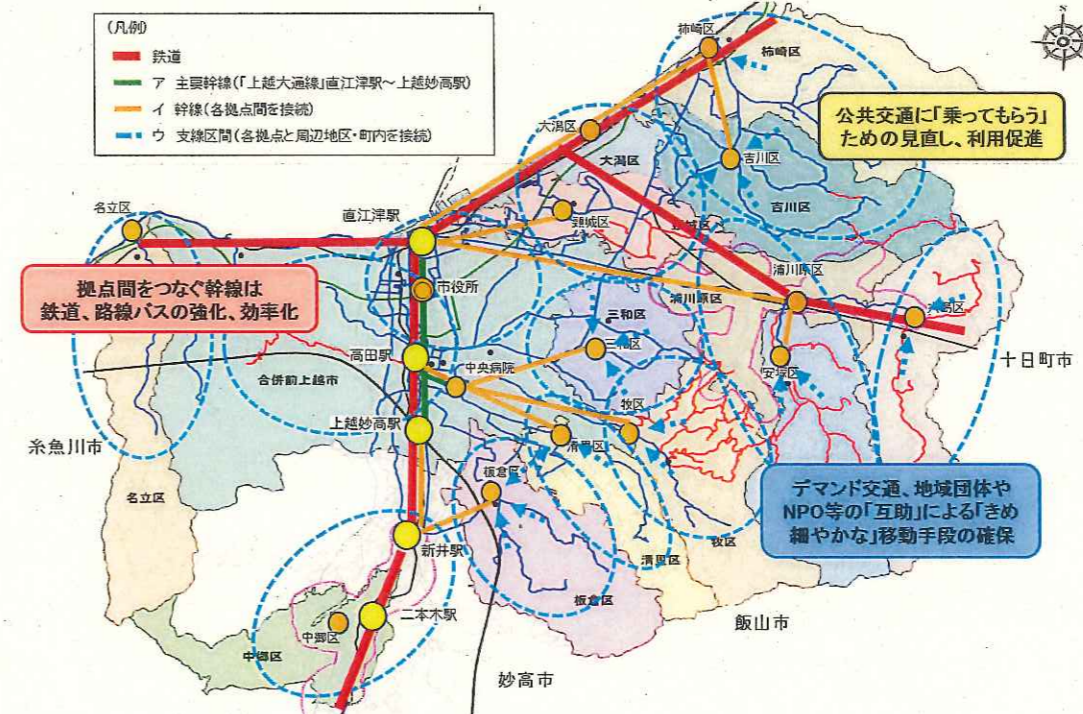 (凡例)
鉄道
ア 主要幹線(「上越大通線」直江津駅～上越妙高駅)
イ 幹線(各拠点間を接続)
ウ 支線区間(各拠点と周辺地区・町内を接続)
N
柿崎区
柿崎区
公共交通に「乗ってもらう」
ための見直し、利用促進
大潟区
大潟区
吉川区
吉川区
名立区
直江津駅
頸城区
頸城区
拠点間をつなぐ幹線は
鉄道、路線バスの強化、効率化
市役所
浦川原区
浦川原区
大島区
三和区
三和区
高田駅
中央病院
合併前上越市
安塚区
十日町市
牧区
上越妙高駅
清里区
糸魚川市
板倉区
名立区
デマンド交通、地域団体や
NPO等の「互助」による「きめ
細やかな」移動手段の確保
牧区
新井駅
清里区
板倉区
二本木駅
中郷区
中郷区
飯山市
妙高市